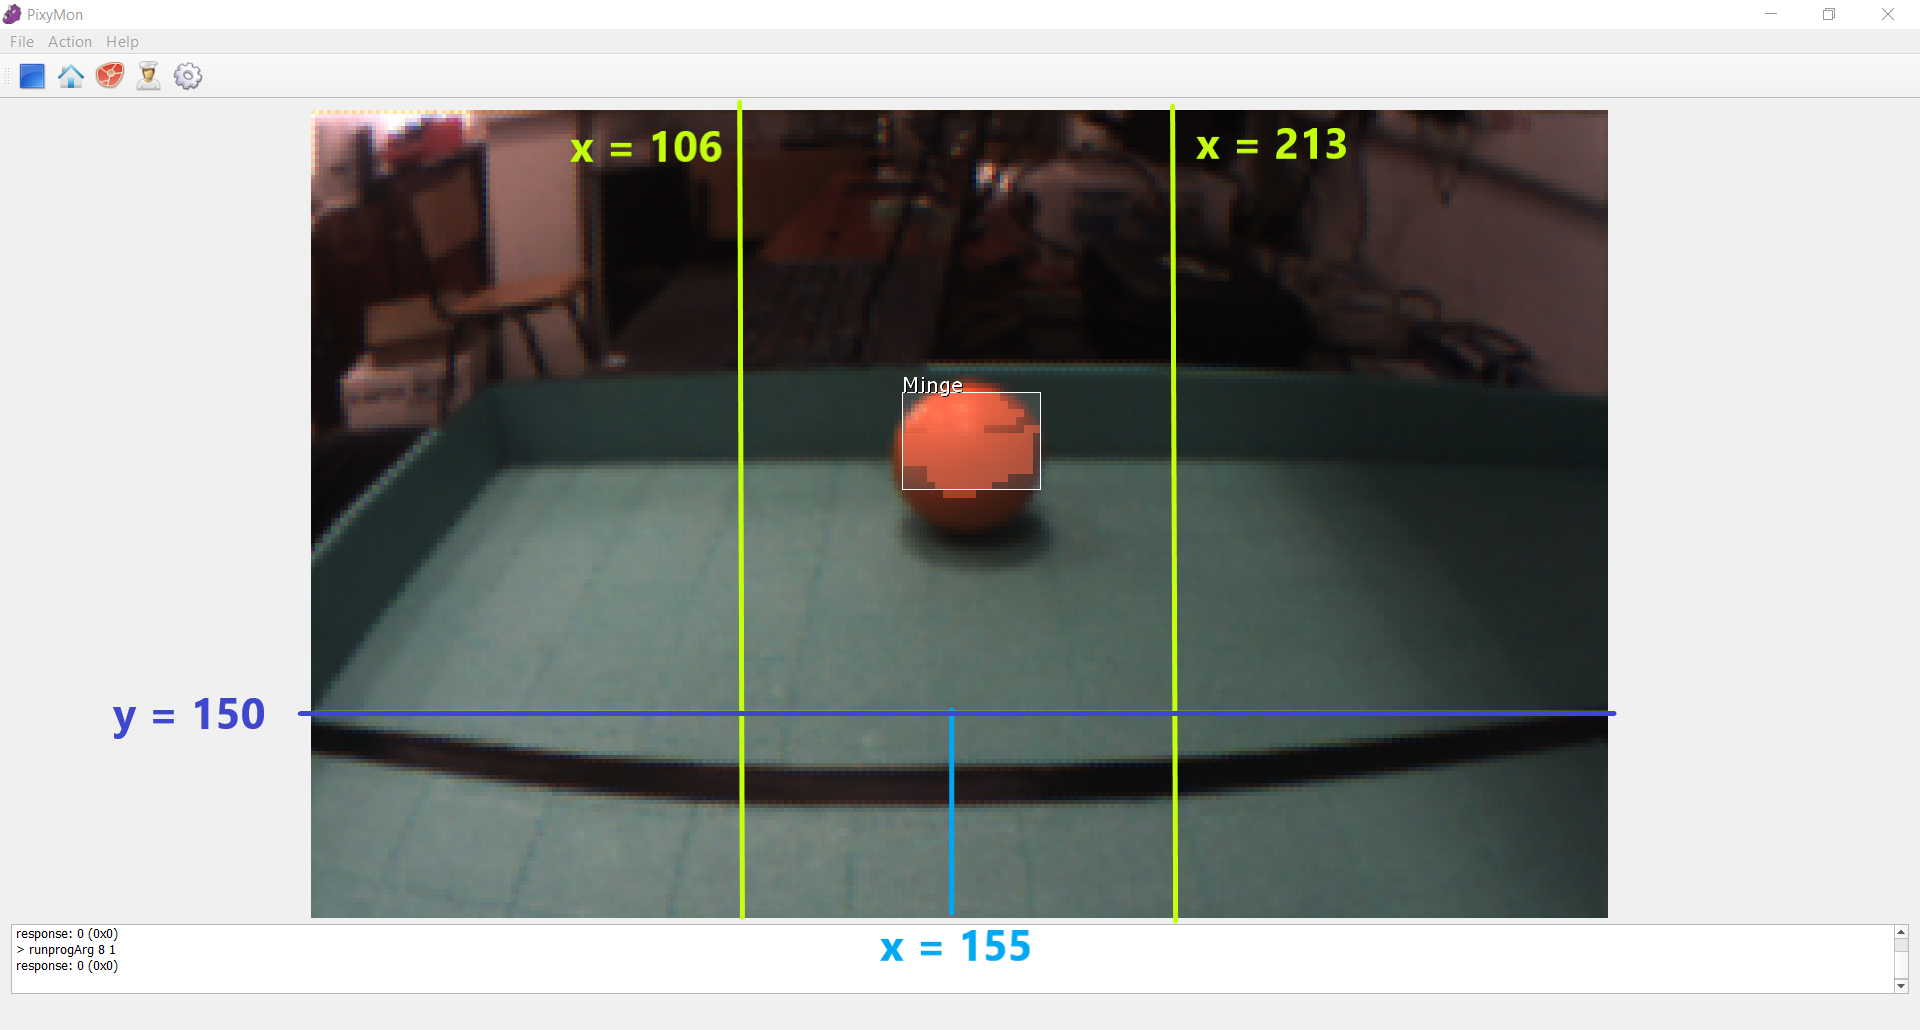 PixyMon
File Action Help
x = 106
x = 213
Minge
y = 150
response: 0 (0x0)
> runprogArg 8 1
response: 0 (0x0)
x = 155